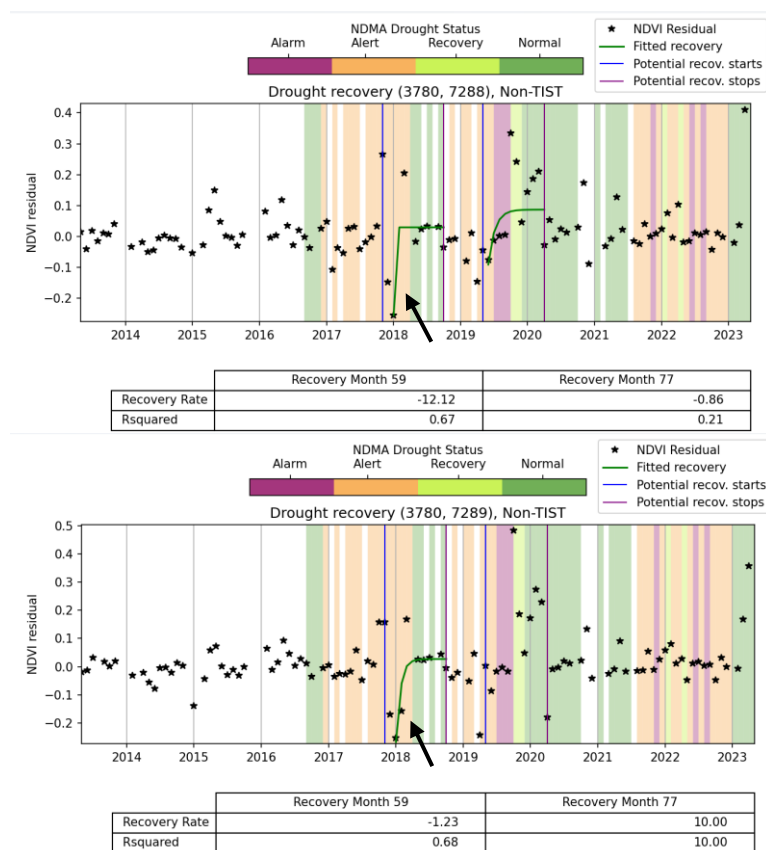 NDMA Drought Status
Alarm Alert Recovery Normal
NDVI Residual
Fitted recovery
Potential recov. starts
Potential recov. stops
Drought recovery (3780, 7288), Non-TIST
NDVI residual
0.4
0.3
0.2
0.1
0.0
−0.1
−0.2
2014 2015 2016 2017 2018 2019 2020 2021 2022 2023
Recovery Month 59 Recovery Month 77
Recovery Rate -12.12 -0.86
Rsquared 0.67 0.21
NDMA Drought Status
Alarm Alert Recovery Normal
NDVI Residual
Fitted recovery
Potential recov. starts
Potential recov. stops
Drought recovery (3780, 7289), Non-TIST
NDVI residual
0.5
0.4
0.3
0.2
0.1
0.0
−0.1
−0.2
2014 2015 2016 2017 2018 2019 2020 2021 2022 2023
Recovery Month 59 Recovery Month 77
Recovery Rate -1.23 10.00
Rsquared 0.68 10.00